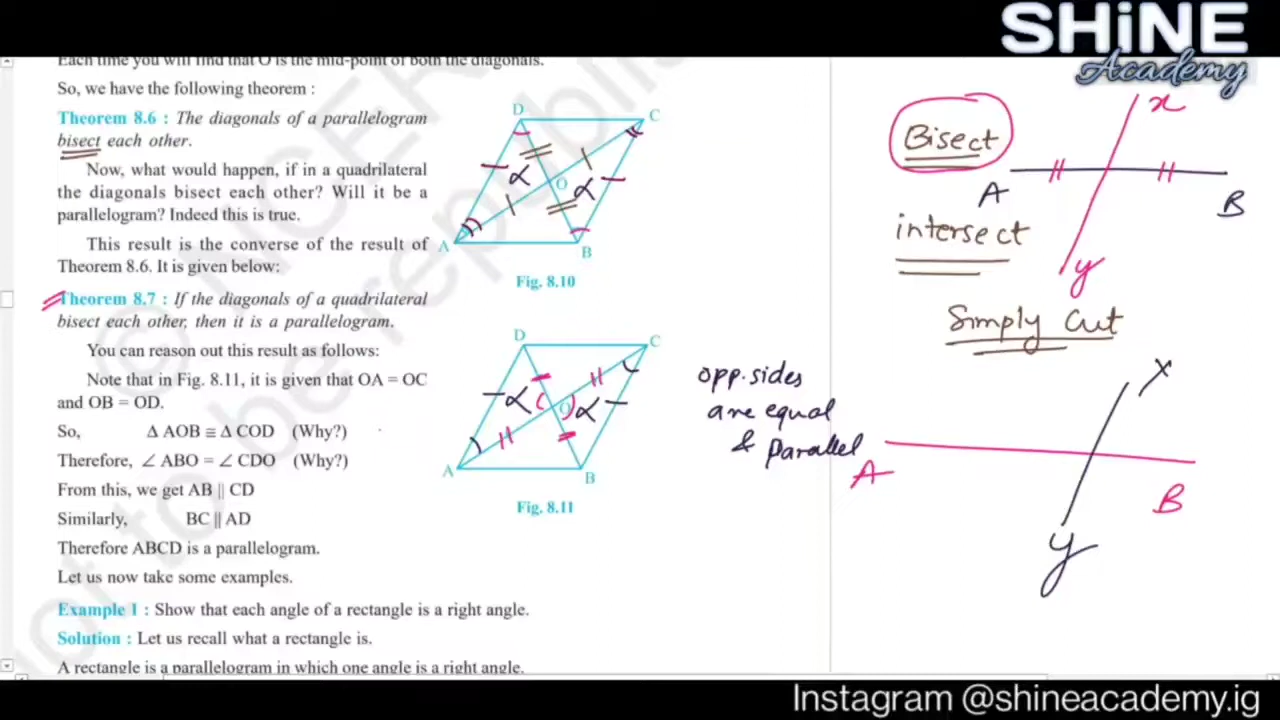 SHiNE
Academy
Each time you will find that O is the mid-point of both the diagonals.
So, we have the following theorem :
Theorem 8.6 : The diagonals of a parallelogram
bisect each other.
Now, what would happen, if in a quadrilateral
the diagonals bisect each other? Will it be a
parallelogram? Indeed this is true.
This result is the converse of the result of
Theorem 8.6. It is given below:
Theorem 8.7 : If the diagonals of a quadrilateral
bisect each other, then it is a parallelogram.
You can reason out this result as follows:
Note that in Fig. 8.11, it is given that OA = OC
and OB = OD.
So, Δ AOB ≅ Δ COD (Why?)
Therefore, ∠ ABO = ∠ CDO (Why?)
From this, we get AB || CD
Similarly, BC || AD
Therefore ABCD is a parallelogram.
Let us now take some examples.
Example 1 : Show that each angle of a rectangle is a right angle.
Solution : Let us recall what a rectangle is.
A rectangle is a parallelogram in which one angle is a right angle.
D
C
α
O
α
A
B
Fig. 8.10
D
C
α
O
α
A
B
Fig. 8.11
opp. sides
are equal
& parallel
Bisect
x
A
B
intersect
y
Simply Cut
x
A
B
y
© NCERT
not to be republished
Instagram @shineacademy.ig